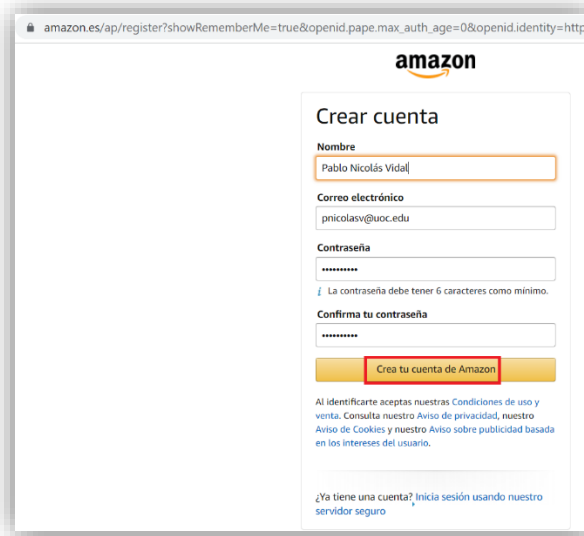 amazon.es/ap/register?showRememberMe=true&openid.pape.max_auth_age=0&openid.identity=http
amazon
Crear cuenta
Nombre
Pablo Nicolás Vidal
Correo electrónico
pnicolasv@uoc.edu
Contraseña
••••••••••
i La contraseña debe tener 6 caracteres como mínimo.
Confirma tu contraseña
••••••••••
Crea tu cuenta de Amazon
Al identificarte aceptas nuestras Condiciones de uso y
venta. Consulta nuestro Aviso de privacidad, nuestro
Aviso de Cookies y nuestro Aviso sobre publicidad basada
en los intereses del usuario.
¿Ya tiene una cuenta? Inicia sesión usando nuestro
servidor seguro